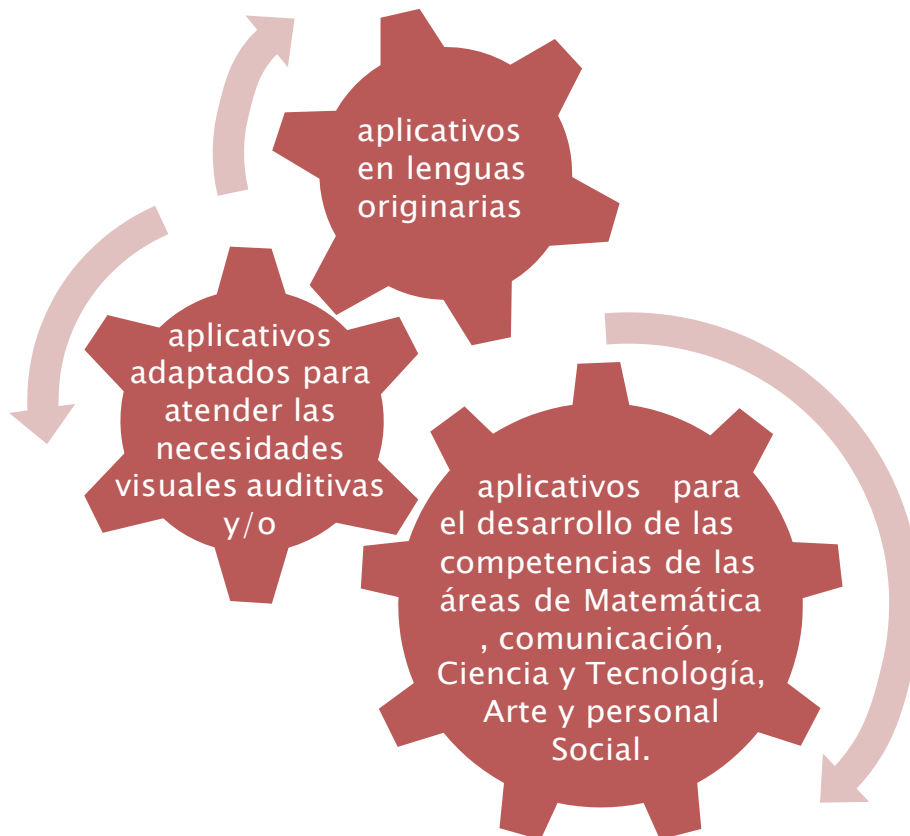 aplicativos
en lenguas
originarias
aplicativos
adaptados para
atender las
necesidades
visuales auditivas
y/o
aplicativos para
el desarrollo de las
competencias de las
áreas de Matemática
, comunicación,
Ciencia y Tecnología,
Arte y personal
Social.